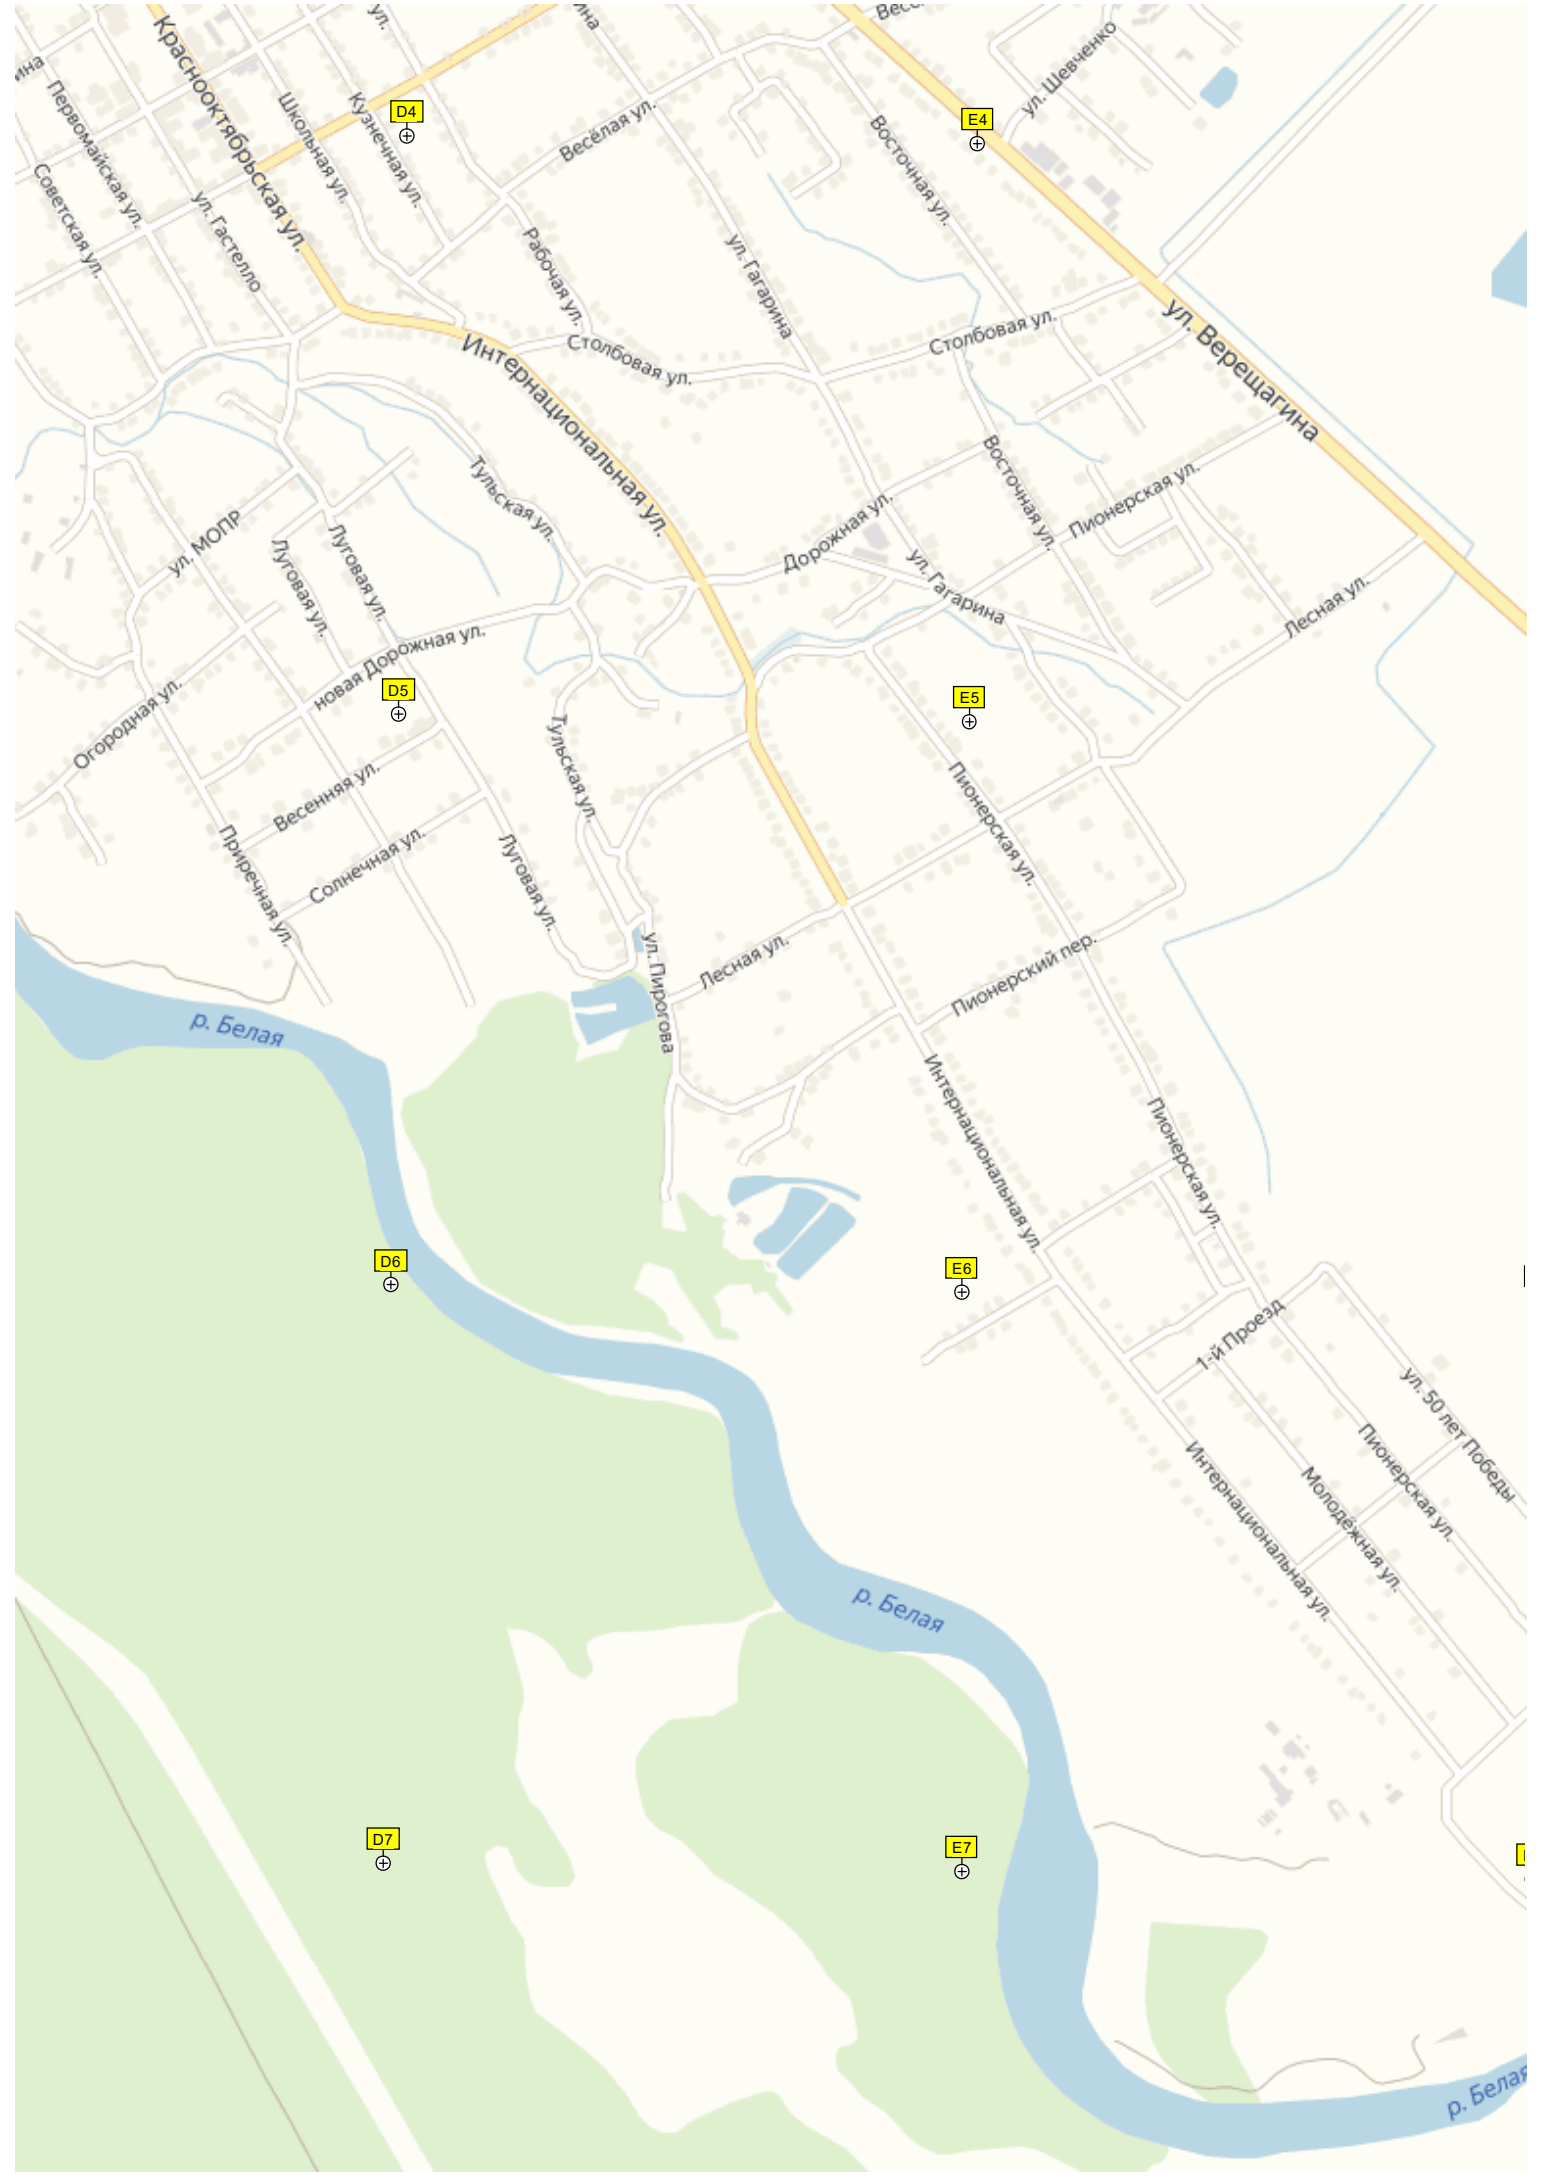 Весё
ул.
ина
ина
Краснооктябрьская ул.
Первомайская ул.
Школьная ул.
Кузнечная ул.
D4
Весёлая ул.
E4
ул. Шевченко
Восточная ул.
Советская ул.
ул. Гастелло
Рабочая ул.
ул. Гагарина
Столбовая ул.
Столбовая ул.
ул. Верещагина
Интернациональная ул.
Тульская ул.
Восточная ул.
Пионерская ул.
ул. МОПР
Луговая ул.
Луговая ул.
Дорожная ул.
ул. Гагарина
Лесная ул.
новая Дорожная ул.
D5
E5
Огородная ул.
Тульская ул.
Весенняя ул.
Пионерская ул.
Солнечная ул.
Приречная ул.
Луговая ул.
ул. Пирогова
Лесная ул.
Пионерский пер.
р. Белая
Интернациональная ул.
Пионерская ул.
D6
E6
1-й Проезд
ул. 50 лет Победы
Пионерская ул.
Молодёжная ул.
Интернациональная ул.
р. Белая
D7
E7
р. Белая